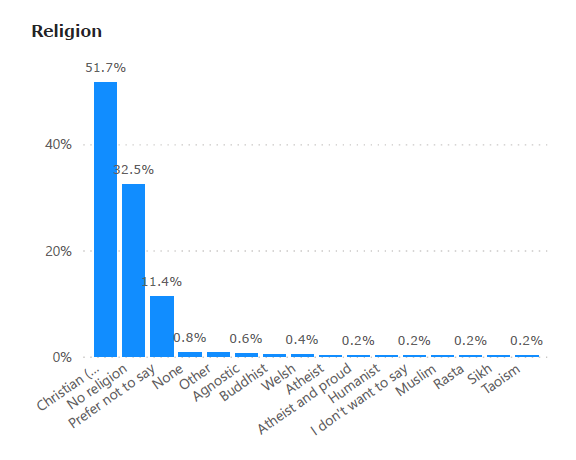 Religion
51.7%
40%
32.5%
20%
11.4%
0.8%
0.6%
0.4%
0.2%
0.2%
0.2%
0.2%
0%
Christian (...
No religion
Prefer not to say
None
Other
Agnostic
Buddhist
Welsh
Atheist
Atheist and proud
Humanist
I don't want to say
Muslim
Rasta
Sikh
Taoism